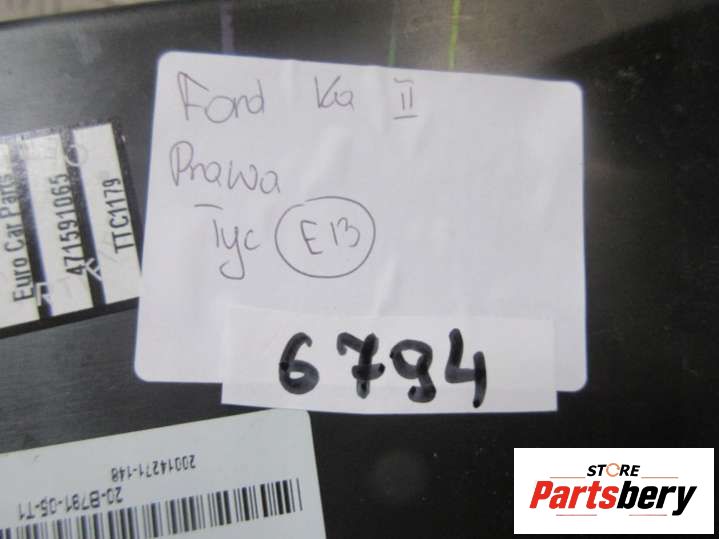 Ford Ka II
Prawa
Tyc E13
6794
Euro Car Parts
471591065
TTC1179
20014271-148
20-B791-05-T1
STORE
Partsbery